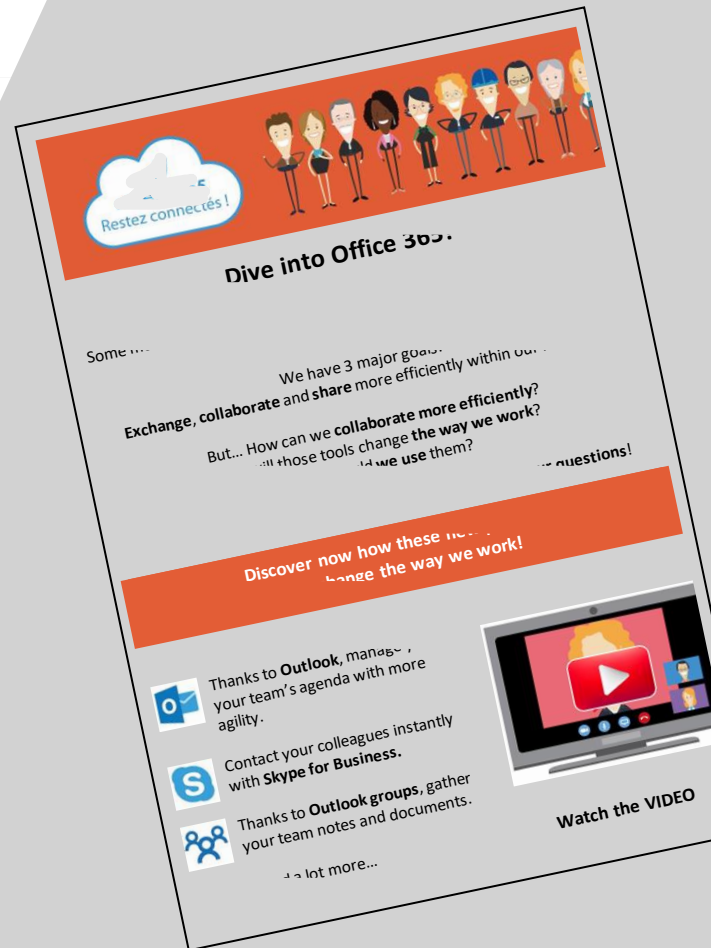 Restez connectés !
Dive into Office 365!
Some
We have 3 major goals
Exchange, collaborate and share more efficiently within our
But... How can we collaborate more efficiently?
those tools change the way we work?
we use them?
questions!
Discover now how these
change the way we work!
Thanks to Outlook, manage
your team's agenda with more
agility.
Contact your colleagues instantly
with Skype for Business.
Thanks to Outlook groups, gather
your team notes and documents.
a lot more...
Watch the VIDEO